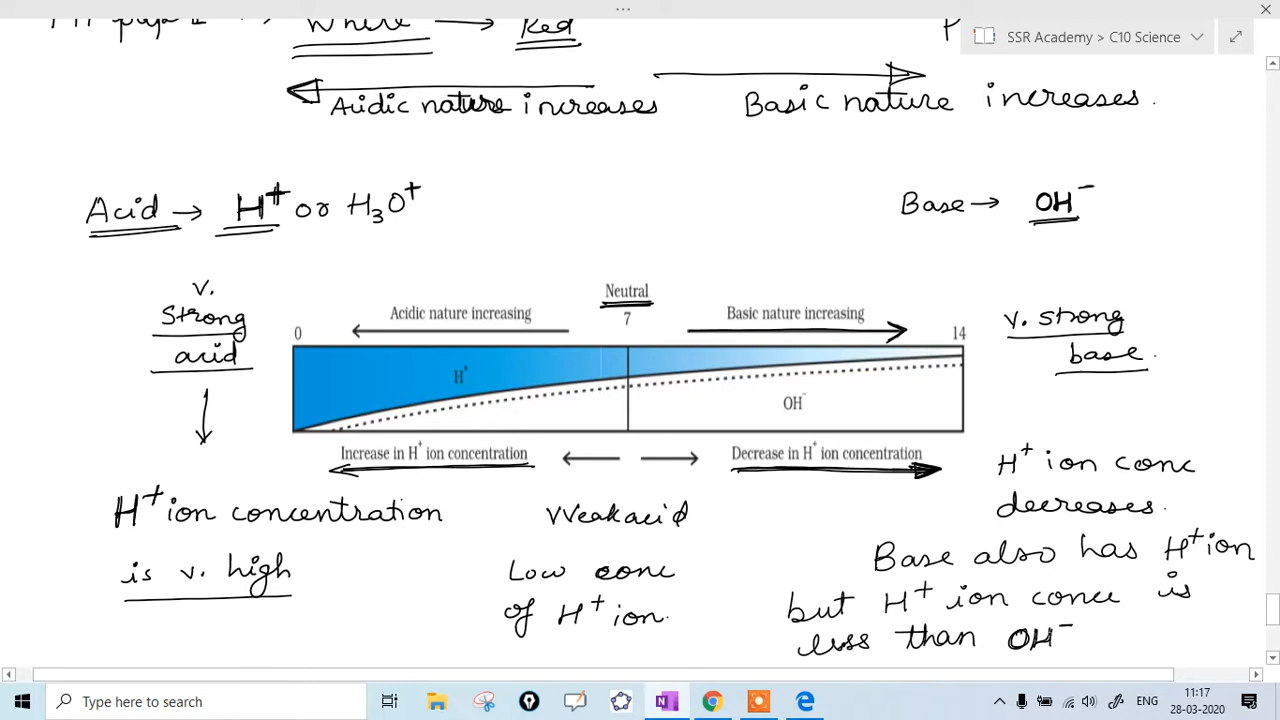 Where → Red
SSR Academy > C10 Science
Acidic nature increases
Basic nature increases.
Acid → H⁺ or H₃O⁺
Base → OH⁻
v.
Strong
acid
Neutral
Acidic nature increasing
7
Basic nature increasing
0
14
v. strong
base.
H⁺
OH⁻
Increase in H⁺ ion concentration
Decrease in H⁺ ion concentration
H⁺ ion concentration
is v. high
Weak acid
Low conc
of H⁺ ion.
H⁺ ion conc
decreases.
Base also has H⁺ ion
but H⁺ ion conc is
less than OH⁻
Type here to search
ENG
11:17
28-03-2020